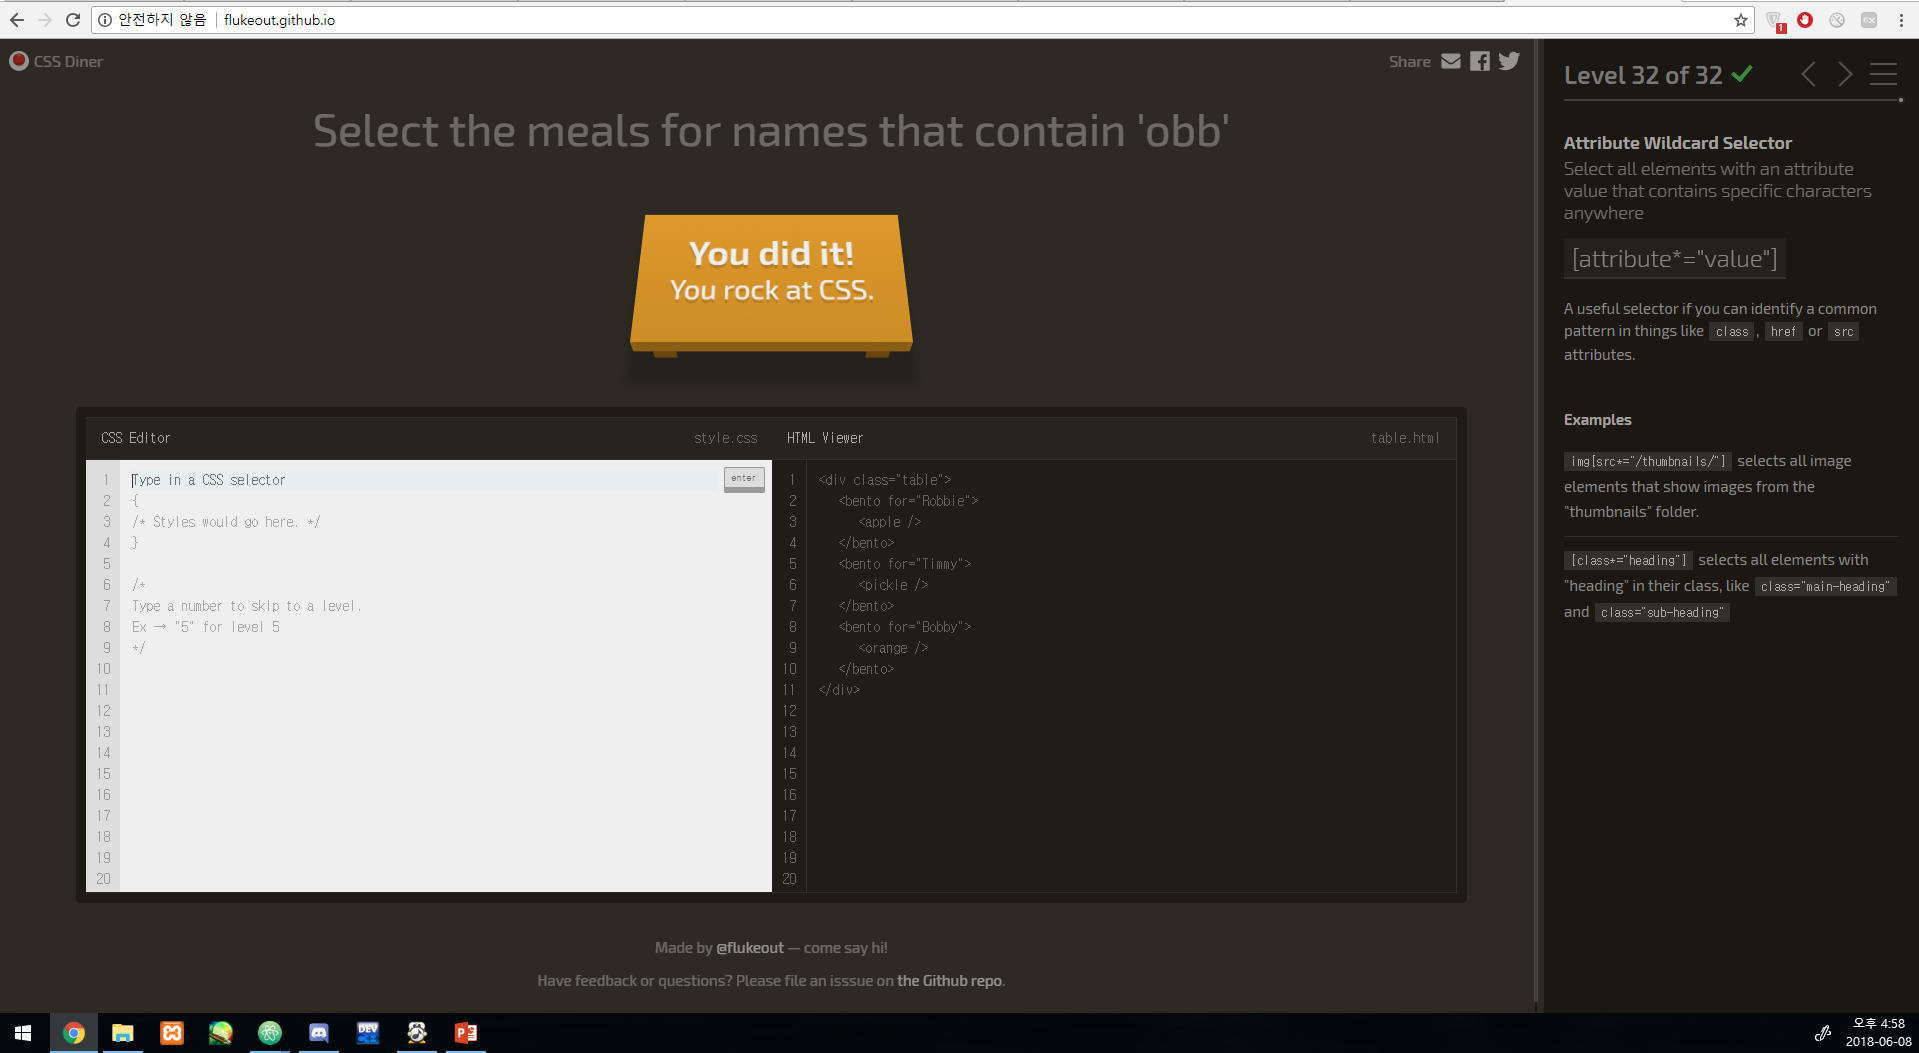 안전하지 않음 flukeout.github.io
1
CSS Diner
Share
Select the meals for names that contain 'obb'
You did it!
You rock at CSS.
CSS Editor style.css
1 Type in a CSS selector enter
2 {
3 /* Styles would go here. */
4 }
5
6 /*
7 Type a number to skip to a level.
8 Ex → "5" for level 5
9 */
10
11
12
13
14
15
16
17
18
19
20
HTML Viewer table.html
1 <div class="table">
2 <bento for="Robbie">
3 <apple />
4 </bento>
5 <bento for="Timmy">
6 <pickle />
7 </bento>
8 <bento for="Bobby">
9 <orange />
10 </bento>
11 </div>
12
13
14
15
16
17
18
19
20
Made by @flukeout — come say hi!
Have feedback or questions? Please file an isssue on the Github repo.
Level 32 of 32
Attribute Wildcard Selector
Select all elements with an attribute
value that contains specific characters
anywhere
[attribute*="value"]
A useful selector if you can identify a common
pattern in things like class, href or src
attributes.
Examples
img[src*="/thumbnails/"] selects all image
elements that show images from the
"thumbnails" folder.
[class*="heading"] selects all elements with
"heading" in their class, like class="main-heading"
and class="sub-heading"
DEV
오후 4:58
2018-06-08